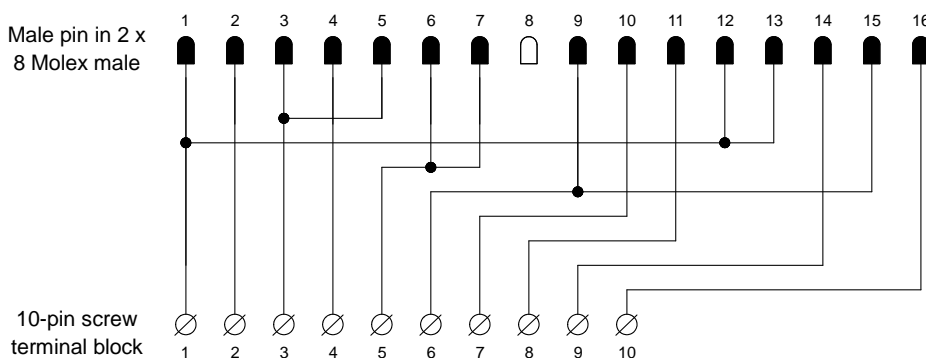 1 2 3 4 5 6 7 8 9 10 11 12 13 14 15 16
Male pin in 2 x
8 Molex male
10-pin screw
terminal block
1 2 3 4 5 6 7 8 9 10